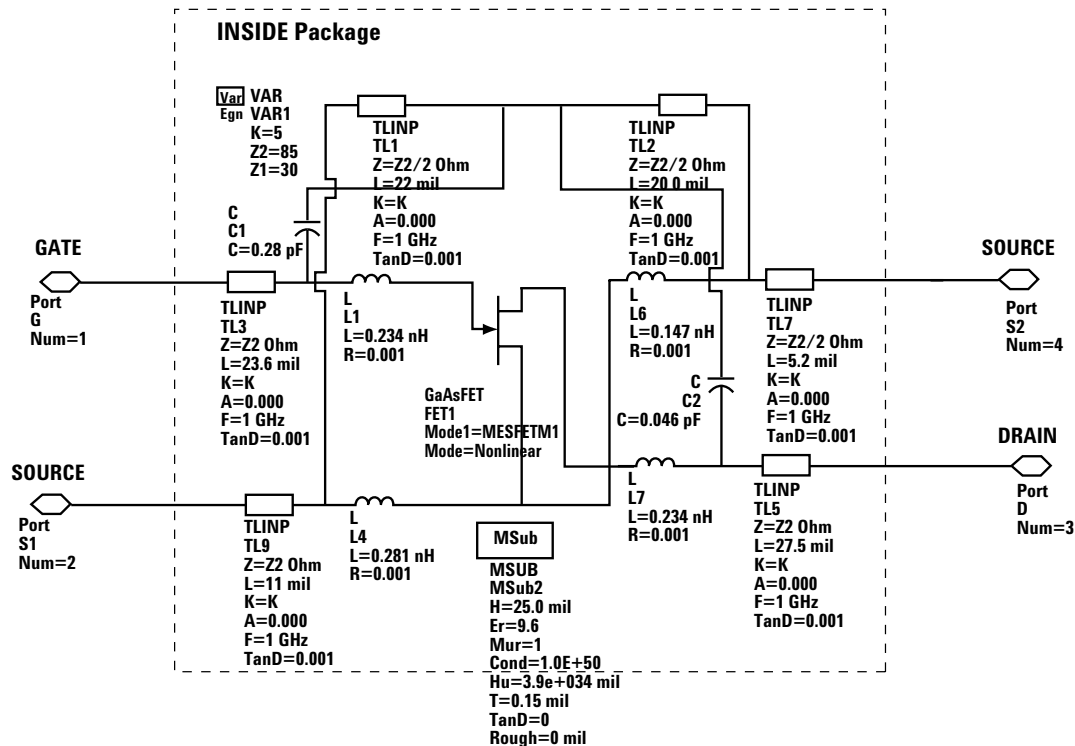 INSIDE Package
Var VAR
Egn VAR1
K=5
Z2=85
Z1=30
TLINP
TL1
Z=Z2/2 Ohm
L=22 mil
K=K
A=0.000
F=1 GHz
TanD=0.001
TLINP
TL2
Z=Z2/2 Ohm
L=20 0 mil
K=K
A=0.000
F=1 GHz
TanD=0.001
C
C1
C=0.28 pF
GATE
Port
G
Num=1
TLINP
TL3
Z=Z2 Ohm
L=23.6 mil
K=K
A=0.000
F=1 GHz
TanD=0.001
L
L1
L=0.234 nH
R=0.001
GaAsFET
FET1
Mode1=MESFETM1
Mode=Nonlinear
L
L6
L=0.147 nH
R=0.001
C
C2
C=0.046 pF
TLINP
TL7
Z=Z2/2 Ohm
L=5.2 mil
K=K
A=0.000
F=1 GHz
TanD=0.001
SOURCE
Port
S2
Num=4
SOURCE
Port
S1
Num=2
TLINP
TL9
Z=Z2 Ohm
L=11 mil
K=K
A=0.000
F=1 GHz
TanD=0.001
L
L4
L=0.281 nH
R=0.001
MSub
MSUB
MSub2
H=25.0 mil
Er=9.6
Mur=1
Cond=1.0E+50
Hu=3.9e+034 mil
T=0.15 mil
TanD=0
Rough=0 mil
L
L7
L=0.234 nH
R=0.001
TLINP
TL5
Z=Z2 Ohm
L=27.5 mil
K=K
A=0.000
F=1 GHz
TanD=0.001
DRAIN
Port
D
Num=3